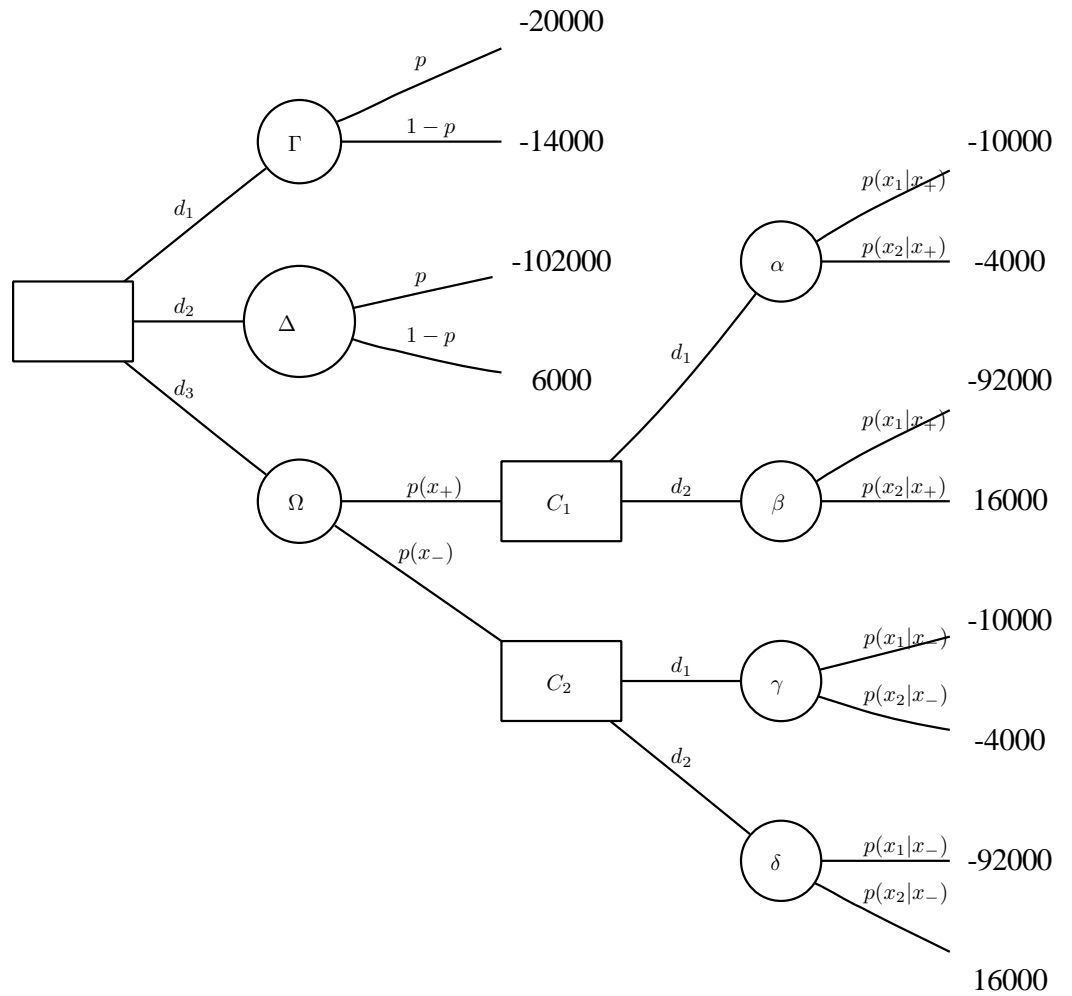 -20000
p
Γ
1 − p
-14000
-10000
p(x₁|x₊)
d₁
α
p(x₂|x₊)
-4000
-102000
p
d₂
Δ
1 − p
6000
d₁
-92000
d₃
p(x₁|x₊)
Ω
p(x₊)
C₁
d₂
β
p(x₂|x₊)
16000
p(x₋)
-10000
p(x₁|x₋)
C₂
d₁
γ
p(x₂|x₋)
-4000
d₂
p(x₁|x₋)
-92000
δ
p(x₂|x₋)
16000